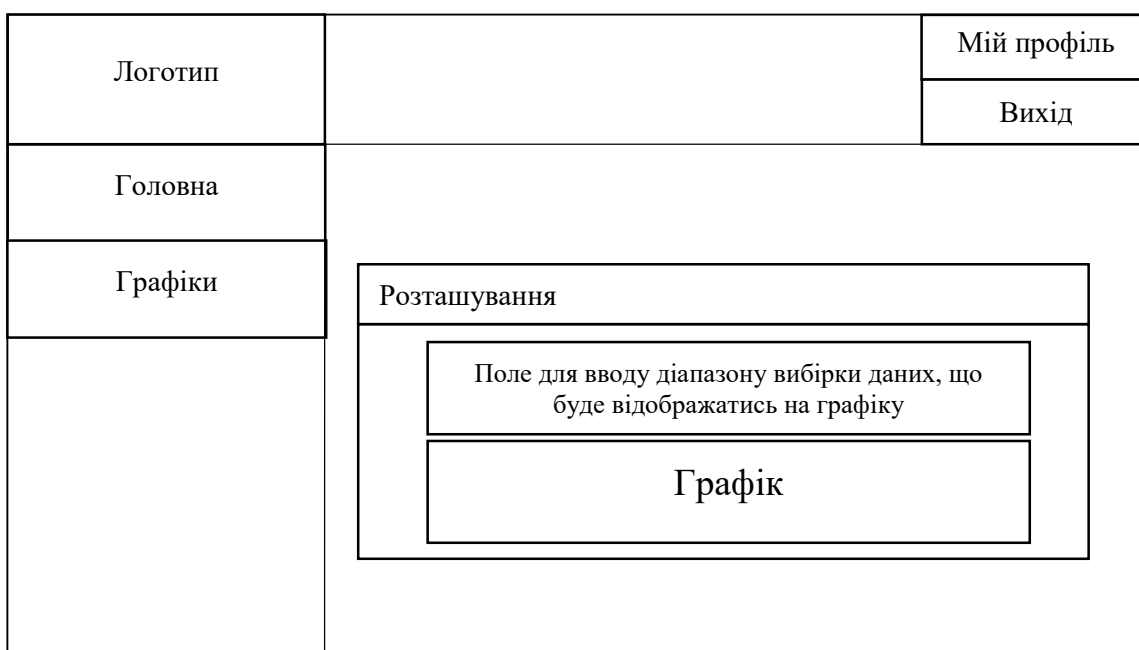 Логотип
Мій профіль
Вихід
Головна
Графіки
Розташування
Поле для вводу діапазону вибірки даних, що
буде відображатись на графіку
Графік